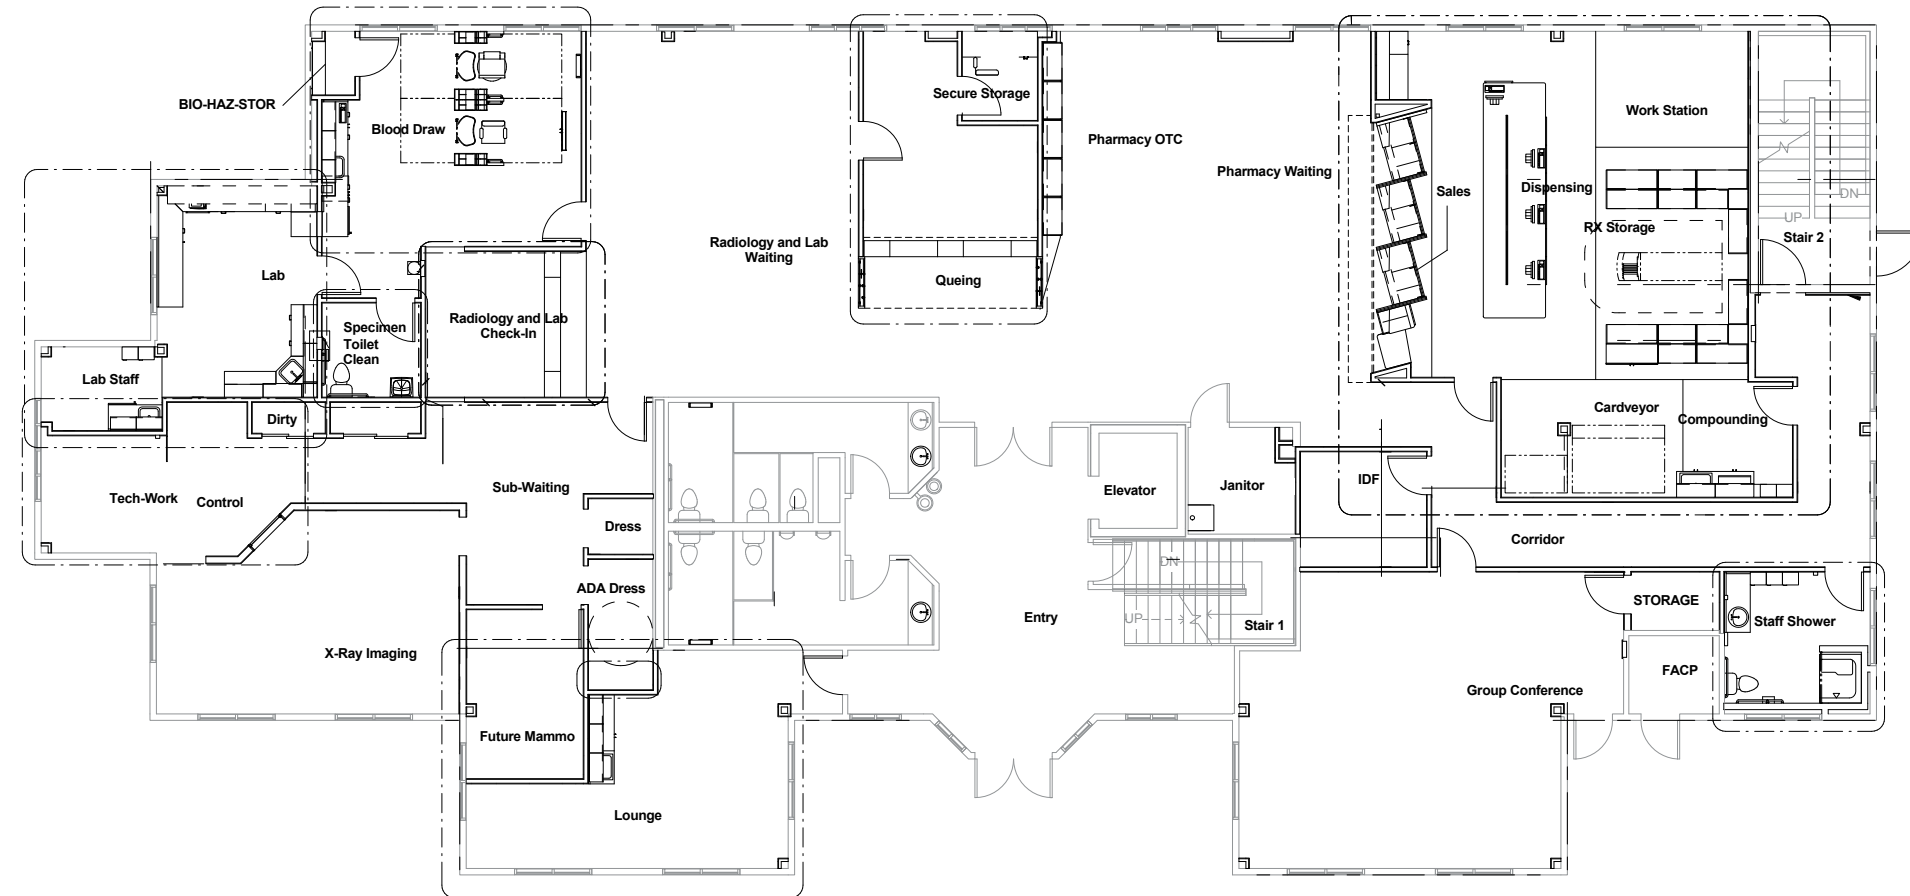 BIO-HAZ-STOR
Blood Draw
Secure Storage
Pharmacy OTC
Work Station
Pharmacy Waiting
Sales
Dispensing
DN
UP
RX Storage
Stair 2
Radiology and Lab
Waiting
Lab
Queing
Specimen
Toilet
Clean
Radiology and Lab
Check-In
Lab Staff
Dirty
Cardveyor
Compounding
Tech-Work
Control
Sub-Waiting
Elevator
Janitor
IDF
Dress
Corridor
DN
ADA Dress
STORAGE
Entry
UP
Stair 1
Staff Shower
X-Ray Imaging
FACP
Group Conference
Future Mammo
Lounge